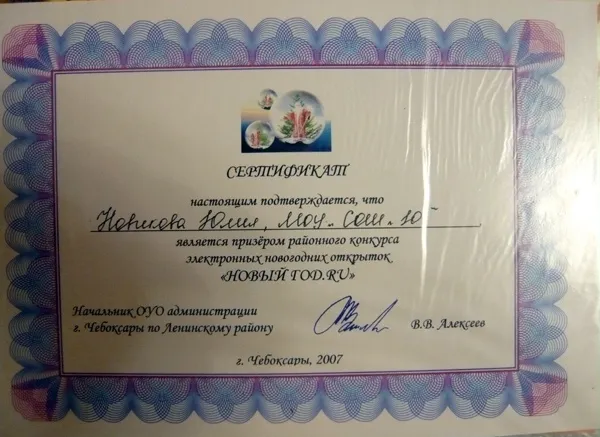 СЕРТИФИКАТ
настоящим подтверждается, что
Новикова Юлия, МОУ "СОШ-10"
является призёром районного конкурса
электронных новогодних открыток
«НОВЫЙ ГОД.RU»
Начальник ОУО администрации
г. Чебоксары по Ленинскому району
В.В. Алексеев
г. Чебоксары, 2007